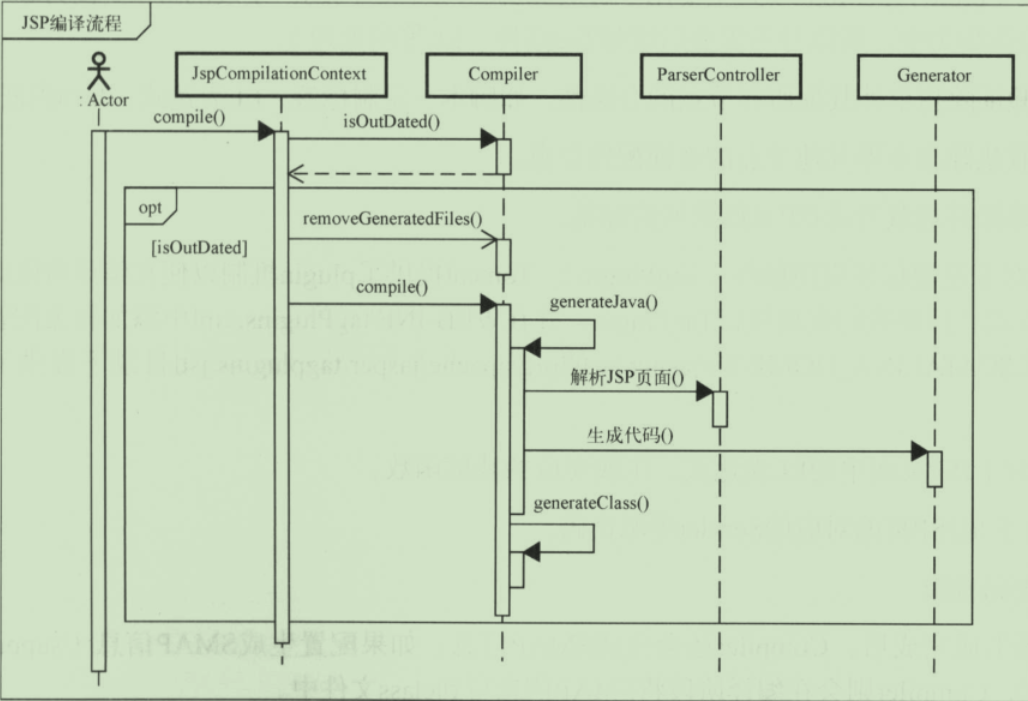 JSP编译流程
: Actor
JspCompilationContext
Compiler
ParserController
Generator
compile()
isOutDated()
opt
[isOutDated]
removeGeneratedFiles()
compile()
generateJava()
解析JSP页面()
生成代码()
generateClass()